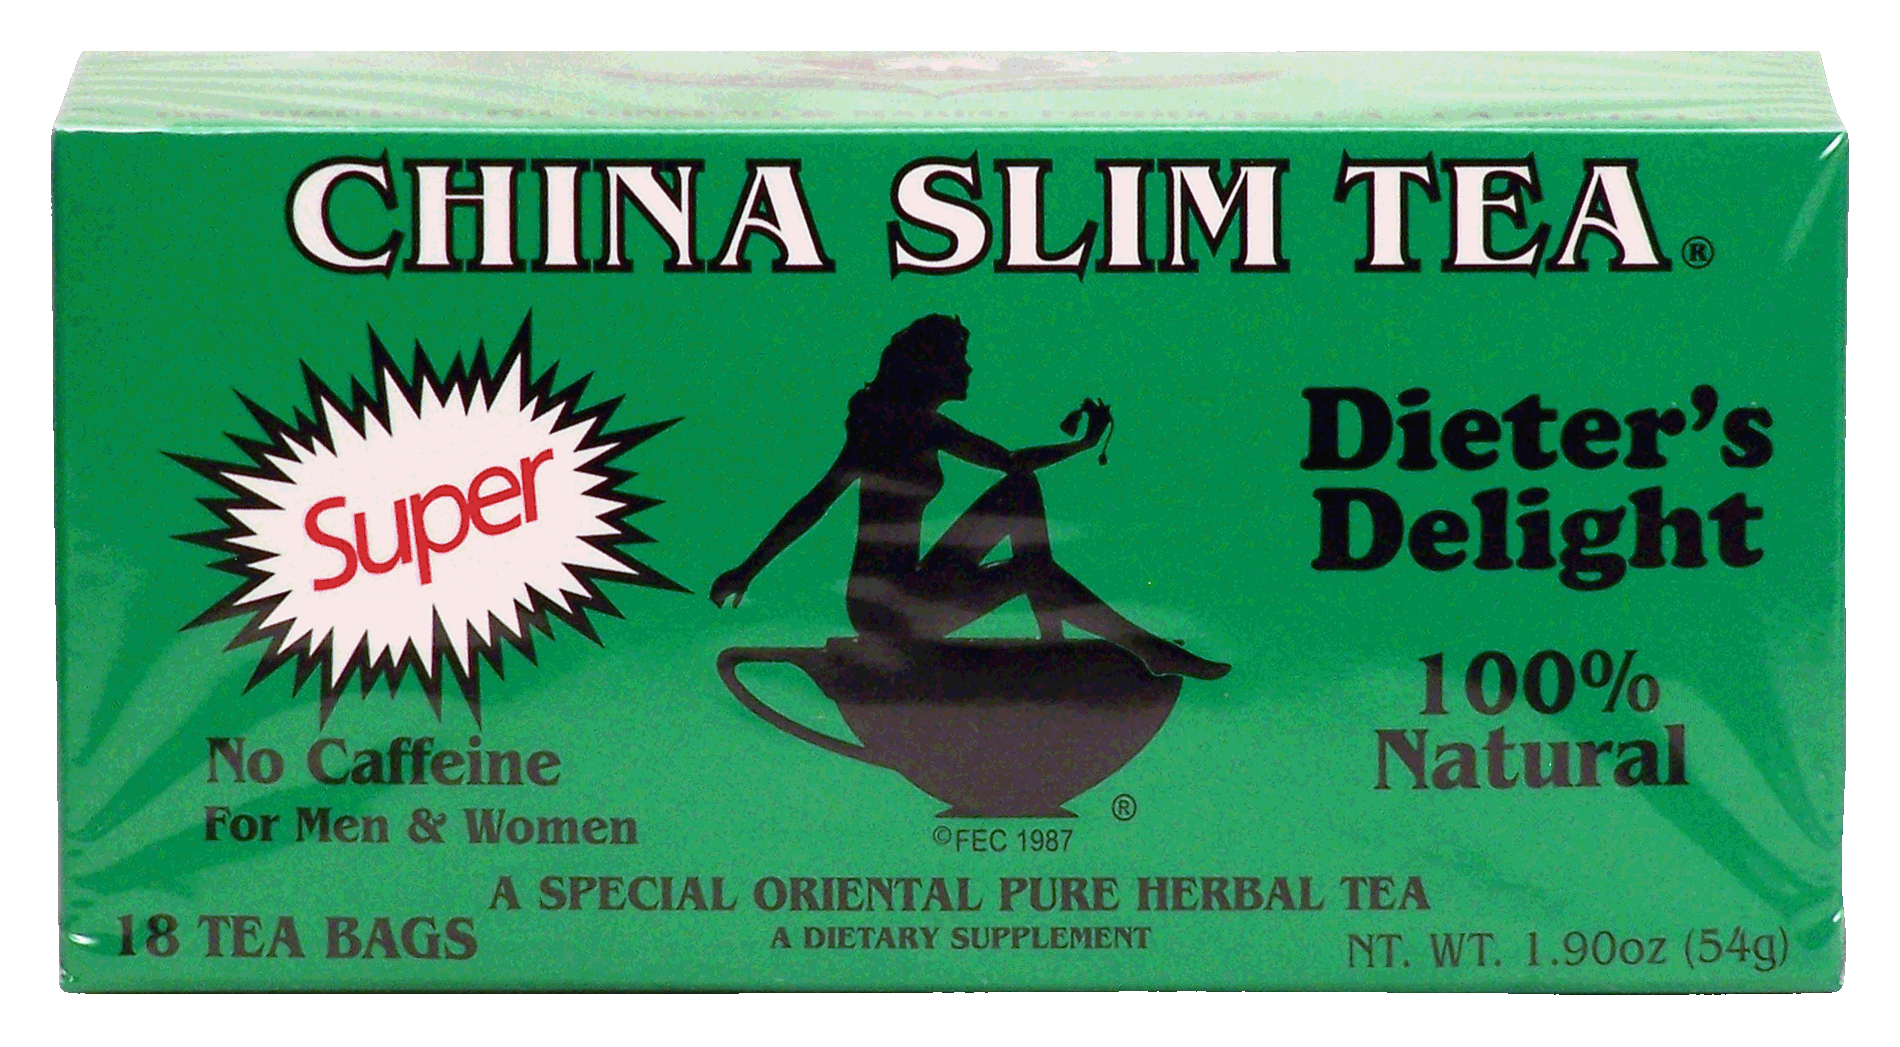 CHINA SLIM TEA®
Super
Dieter's
Delight
100%
Natural
No Caffeine
For Men & Women
®
©FEC 1987
A SPECIAL ORIENTAL PURE HERBAL TEA
18 TEA BAGS
A DIETARY SUPPLEMENT
NT. WT. 1.90oz (54g)